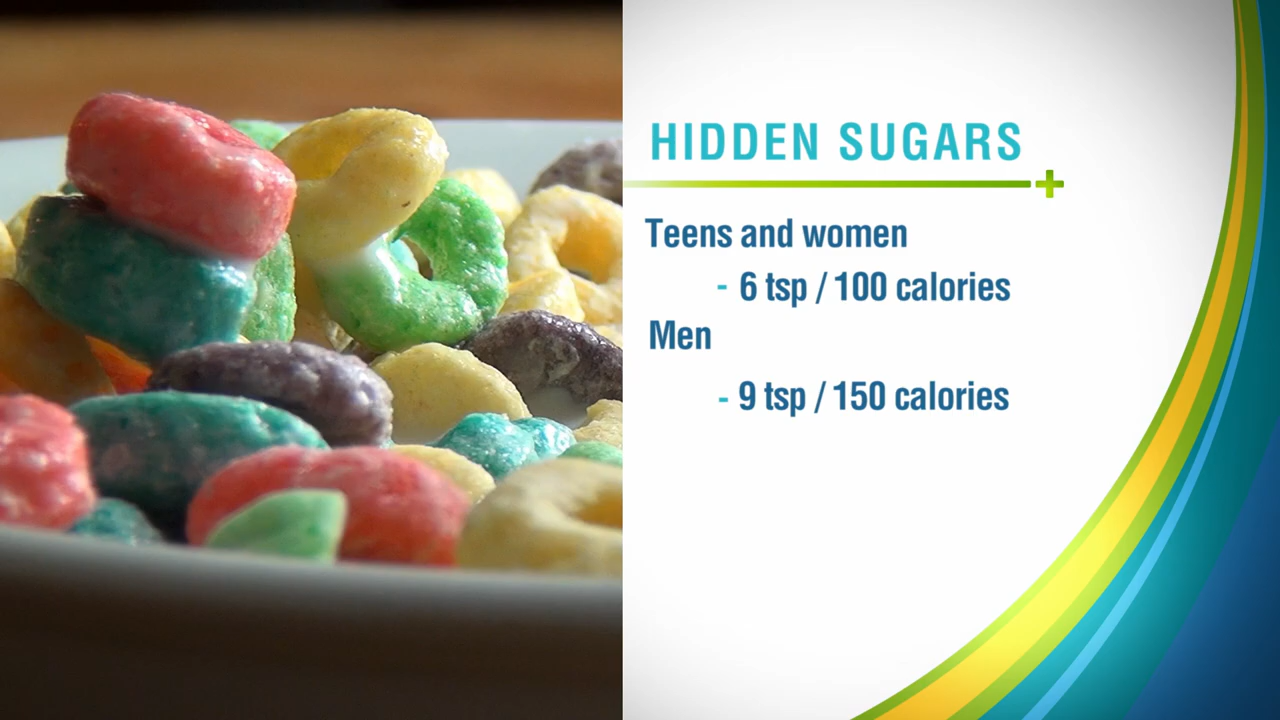 HIDDEN SUGARS
Teens and women
- 6 tsp / 100 calories
Men
- 9 tsp / 150 calories